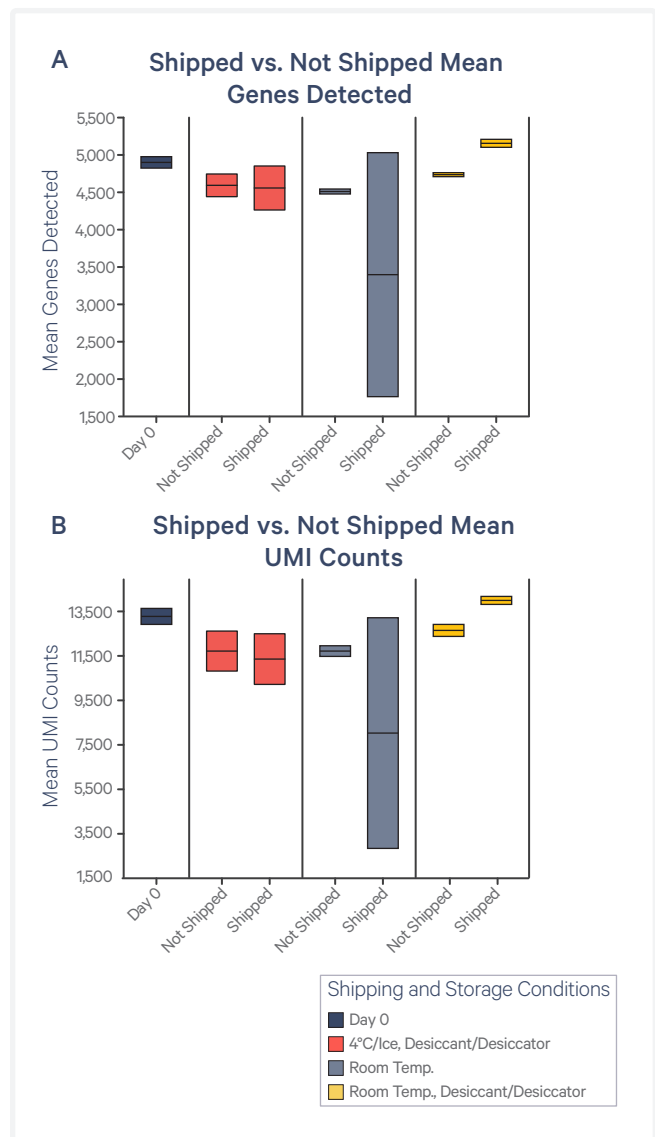 A
Shipped vs. Not Shipped Mean
Genes Detected
5,500
5,000
4,500
4,000
3,500
3,000
2,500
2,000
1,500
Mean Genes Detected
Day 0
Not Shipped
Shipped
Not Shipped
Shipped
Not Shipped
Shipped
B
Shipped vs. Not Shipped Mean
UMI Counts
13,500
11,500
9,500
7,500
5,500
3,500
1,500
Mean UMI Counts
Day 0
Not Shipped
Shipped
Not Shipped
Shipped
Not Shipped
Shipped
Shipping and Storage Conditions
Day 0
4°C/Ice, Desiccant/Desiccator
Room Temp.
Room Temp., Desiccant/Desiccator